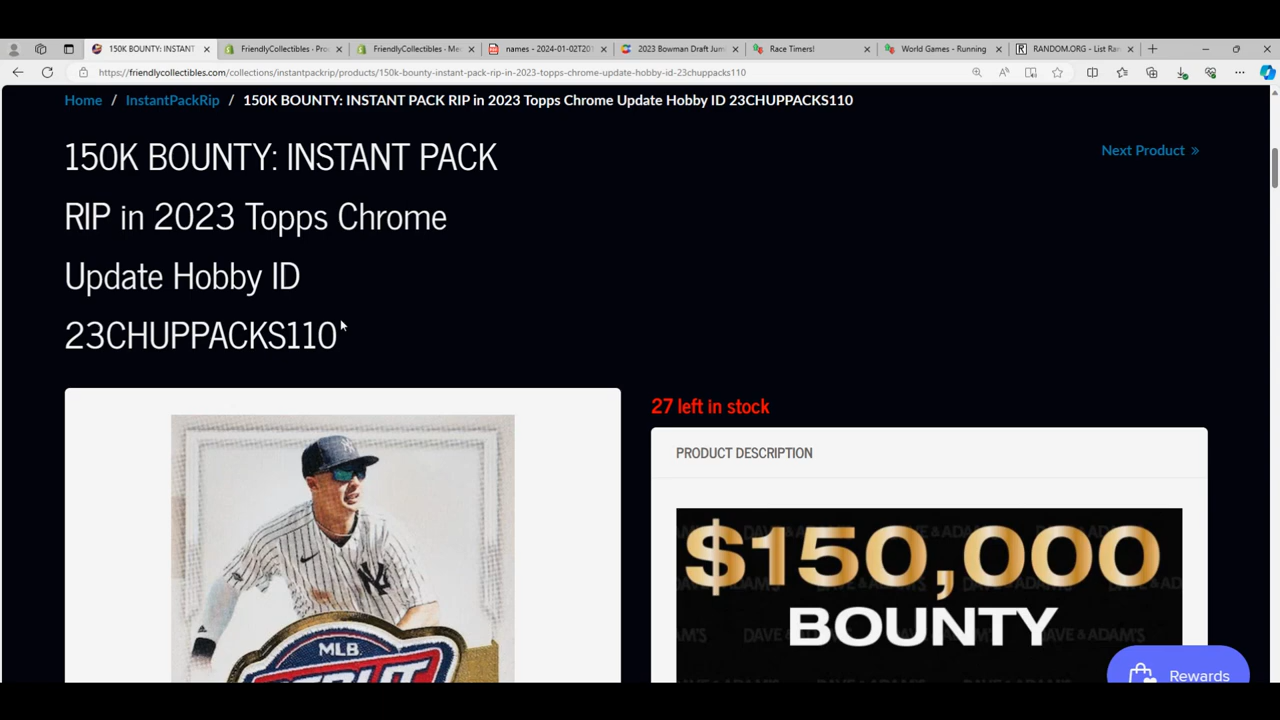 150K BOUNTY: INSTANT
FriendlyCollectibles - Pro
FriendlyCollectibles - Me
names - 2024-01-02T20
2023 Bowman Draft Jum
Race Timers!
World Games - Running
RANDOM.ORG - List Ran
https://friendlycollectibles.com/collections/instantpackrip/products/150k-bounty-instant-pack-rip-in-2023-topps-chrome-update-hobby-id-23chuppacks110
Home / InstantPackRip / 150K BOUNTY: INSTANT PACK RIP in 2023 Topps Chrome Update Hobby ID 23CHUPPACKS110
150K BOUNTY: INSTANT PACK
RIP in 2023 Topps Chrome
Update Hobby ID
23CHUPPACKS110
Next Product »
27 left in stock
PRODUCT DESCRIPTION
$150,000
BOUNTY
DAVE & ADAM'S
MLB
DEBUT
NY
Rewards